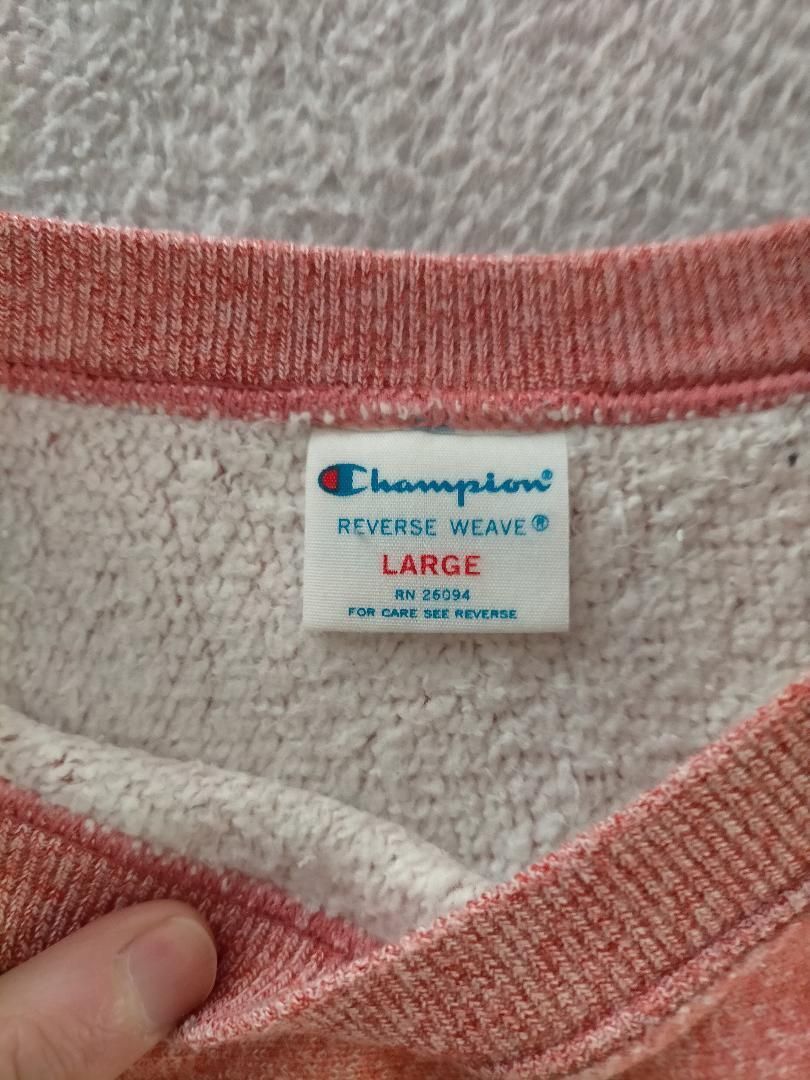 Champion®
REVERSE WEAVE®
LARGE
RN 26094
FOR CARE SEE REVERSE